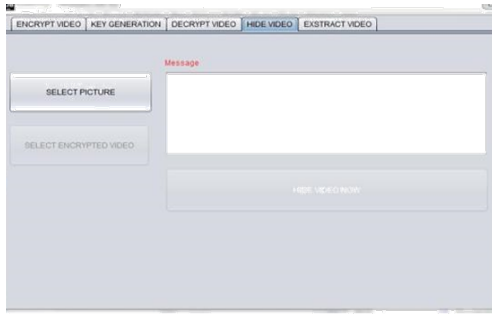 ENCRYPT VIDEO KEY GENERATION DECRYPT VIDEO HIDE VIDEO EXSTRACT VIDEO
Message
SELECT PICTURE
SELECT ENCRYPTED VIDEO
HIDE VIDEO NOW